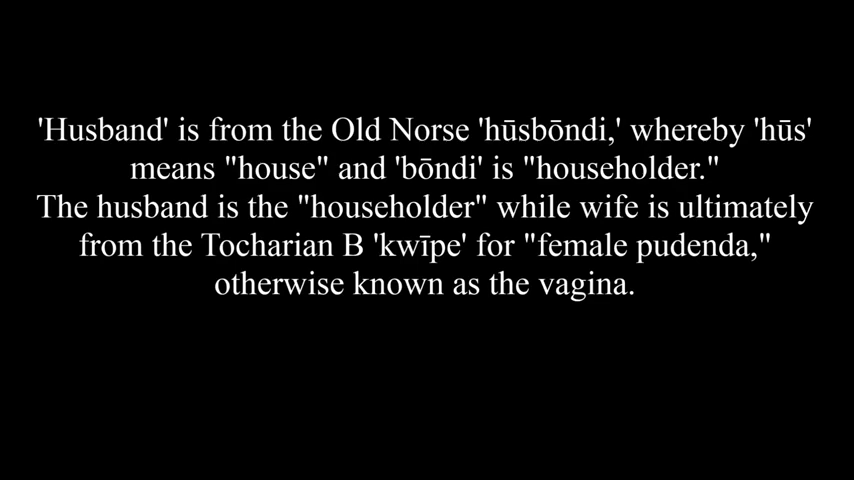 'Husband' is from the Old Norse 'hūsbōndi,' whereby 'hūs'
means "house" and 'bōndi' is "householder."
The husband is the "householder" while wife is ultimately
from the Tocharian B 'kwīpe' for "female pudenda,"
otherwise known as the vagina.